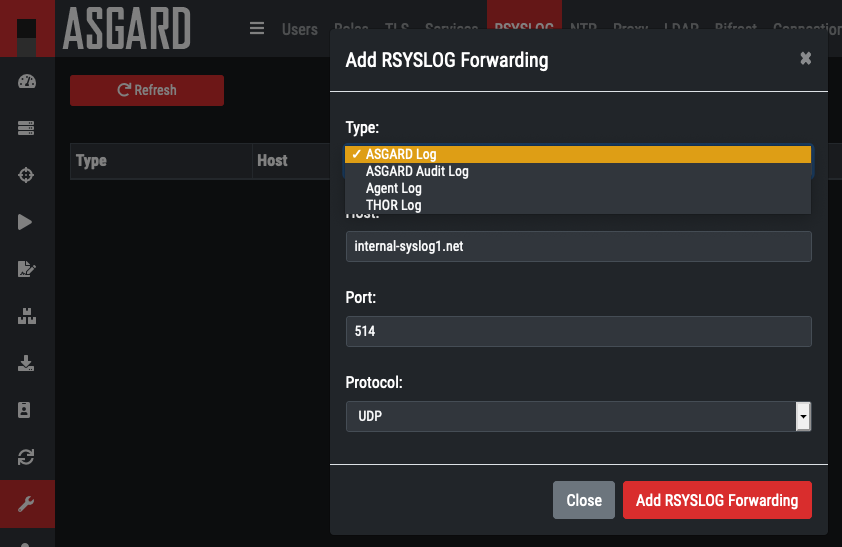 ASGARD
Users Roles TLS Services RSYSLOG NTP Proxy LDAP Bifrost
Add RSYSLOG Forwarding
Refresh
Type:
Type Host
ASGARD Log
ASGARD Audit Log
Agent Log
THOR Log
Host:
internal-syslog1.net
Port:
514
Protocol:
UDP
Close Add RSYSLOG Forwarding